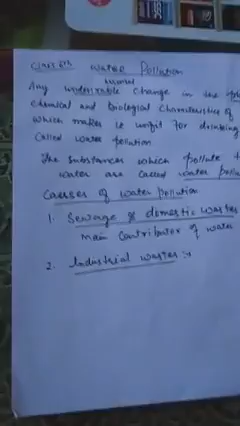 Class 8th Water Pollution
Any undesirable change in the
chemical and biological characteristics of
which makes it unfit for drinking
called water pollution
The substances which pollute
water are called water
Causes of water pollution
1. Sewage & domestic wastes
main contributor of water
2. Industrial wastes :-